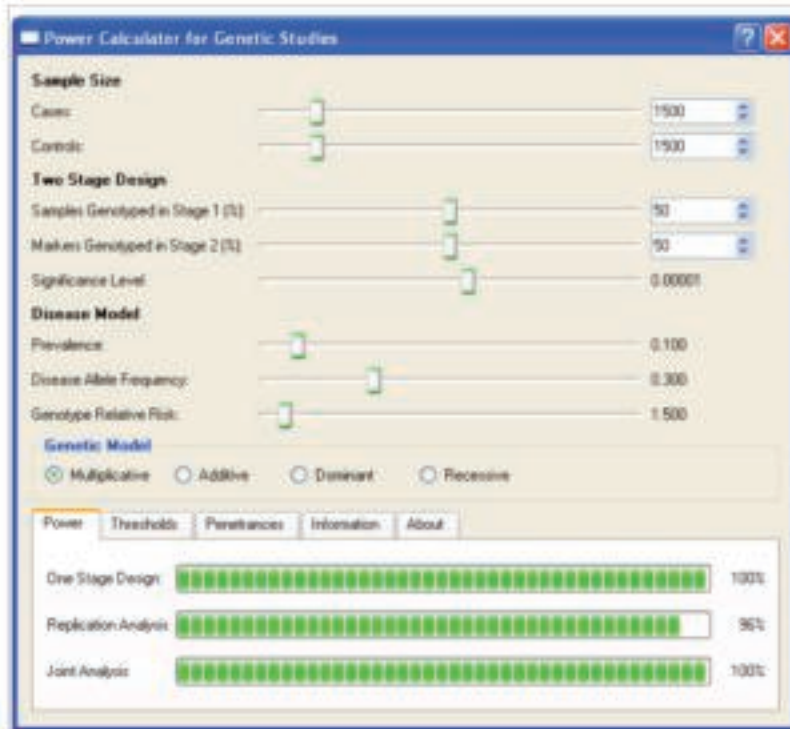 Power Calculator for Genetic Studies
Sample Size
Cases: 1500
Controls: 1500
Two Stage Design
Samples Genotyped in Stage 1 (%) 50
Markers Genotyped in Stage 2 (%) 50
Significance Level 0.00001
Disease Model
Prevalence: 0.100
Disease Allele Frequency: 0.300
Genotype Relative Risk: 1.500
Genetic Model
Multiplicative Additive Dominant Recessive
Power Thresholds Penetrances Information About
One Stage Design: 100%
Replication Analysis 96%
Joint Analysis 100%